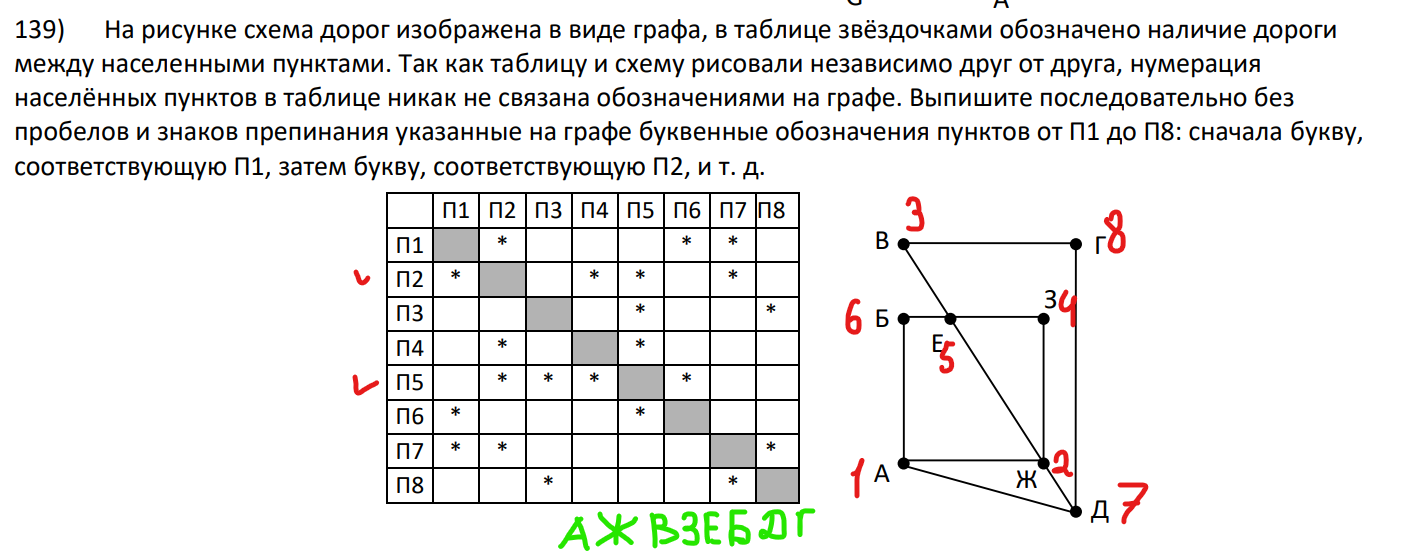 139) На рисунке схема дорог изображена в виде графа, в таблице звёздочками обозначено наличие дороги
между населенными пунктами. Так как таблицу и схему рисовали независимо друг от друга, нумерация
населённых пунктов в таблице никак не связана обозначениями на графе. Выпишите последовательно без
пробелов и знаков препинания указанные на графе буквенные обозначения пунктов от П1 до П8: сначала букву,
соответствующую П1, затем букву, соответствующую П2, и т. д.
П1 П2 П3 П4 П5 П6 П7 П8
П1 * * *
П2 * * * *
П3 * *
П4 * *
П5 * * * *
П6 * *
П7 * * *
П8 * *
3
В Г 8
6 Б З 4
Е
5
1 А Ж 2
Д 7
АЖВЗЕБДГ